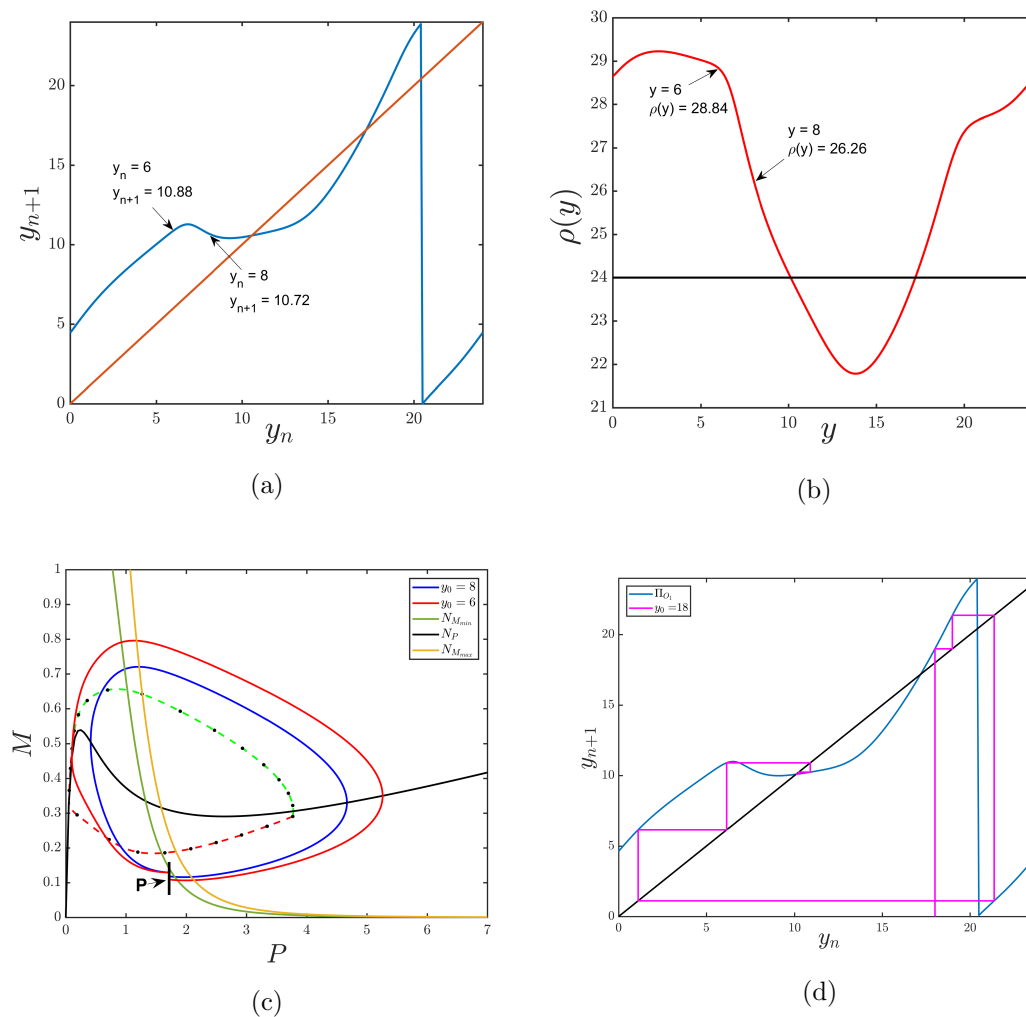 20
15
10
5
0
y_{n+1}
y_n = 6
y_{n+1} = 10.88
y_n = 8
y_{n+1} = 10.72
0 5 10 15 20
y_n
(a)
30
29
28
27
26
25
24
23
22
21
ρ(y)
y = 6
ρ(y) = 28.84
y = 8
ρ(y) = 26.26
0 5 10 15 20
y
(b)
1
0.9
0.8
0.7
0.6
0.5
0.4
0.3
0.2
0.1
0
M
y_0 = 8
y_0 = 6
N_{M_{min}}
N_P
N_{M_{max}}
P
0 1 2 3 4 5 6 7
P
(c)
20
15
10
5
0
y_{n+1}
Π_{O_1}
y_0 =18
0 5 10 15 20
y_n
(d)